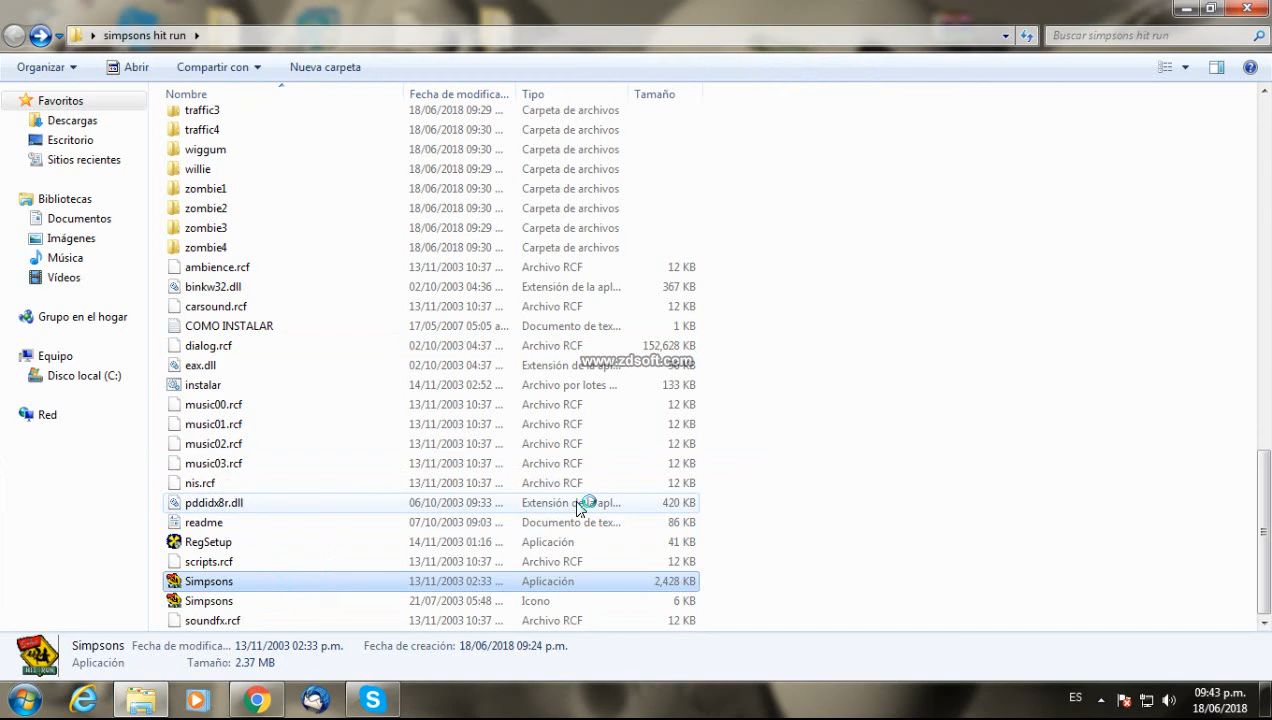 simpsons hit run
Buscar simpsons hit run
Organizar Abrir Compartir con Nueva carpeta
Nombre Fecha de modifica... Tipo Tamaño
Favoritos
Descargas
Escritorio
Sitios recientes
Bibliotecas
Documentos
Imágenes
Música
Vídeos
Grupo en el hogar
Equipo
Disco local (C:)
Red
traffic3 18/06/2018 09:29 ... Carpeta de archivos
traffic4 18/06/2018 09:30 ... Carpeta de archivos
wiggum 18/06/2018 09:30 ... Carpeta de archivos
willie 18/06/2018 09:29 ... Carpeta de archivos
zombie1 18/06/2018 09:30 ... Carpeta de archivos
zombie2 18/06/2018 09:30 ... Carpeta de archivos
zombie3 18/06/2018 09:29 ... Carpeta de archivos
zombie4 18/06/2018 09:30 ... Carpeta de archivos
ambience.rcf 13/11/2003 10:37 ... Archivo RCF 12 KB
binkw32.dll 02/10/2003 04:36 ... Extensión de la apl... 367 KB
carsound.rcf 13/11/2003 10:37 ... Archivo RCF 12 KB
COMO INSTALAR 17/05/2007 05:05 a... Documento de tex... 1 KB
dialog.rcf 02/10/2003 04:37 ... Archivo RCF 152,628 KB
www.zdsoft.com
eax.dll 02/10/2003 04:37 ... Extensión de la apl... KB
instalar 14/11/2003 02:52 ... Archivo por lotes ... 133 KB
music00.rcf 13/11/2003 10:37 ... Archivo RCF 12 KB
music01.rcf 13/11/2003 10:37 ... Archivo RCF 12 KB
music02.rcf 13/11/2003 10:37 ... Archivo RCF 12 KB
music03.rcf 13/11/2003 10:37 ... Archivo RCF 12 KB
nis.rcf 13/11/2003 10:37 ... Archivo RCF 12 KB
pddidx8r.dll 06/10/2003 09:33 ... Extensión de la apl... 420 KB
readme 07/10/2003 09:03 ... Documento de tex... 86 KB
RegSetup 14/11/2003 01:16 ... Aplicación 41 KB
scripts.rcf 13/11/2003 10:37 ... Archivo RCF 12 KB
Simpsons 13/11/2003 02:33 ... Aplicación 2,428 KB
Simpsons 21/07/2003 05:48 ... Icono 6 KB
soundfx.rcf 13/11/2003 10:37 ... Archivo RCF 12 KB
Simpsons Fecha de modifica... 13/11/2003 02:33 p.m. Fecha de creación: 18/06/2018 09:24 p.m.
Aplicación Tamaño: 2.37 MB
ES
09:43 p.m.
18/06/2018